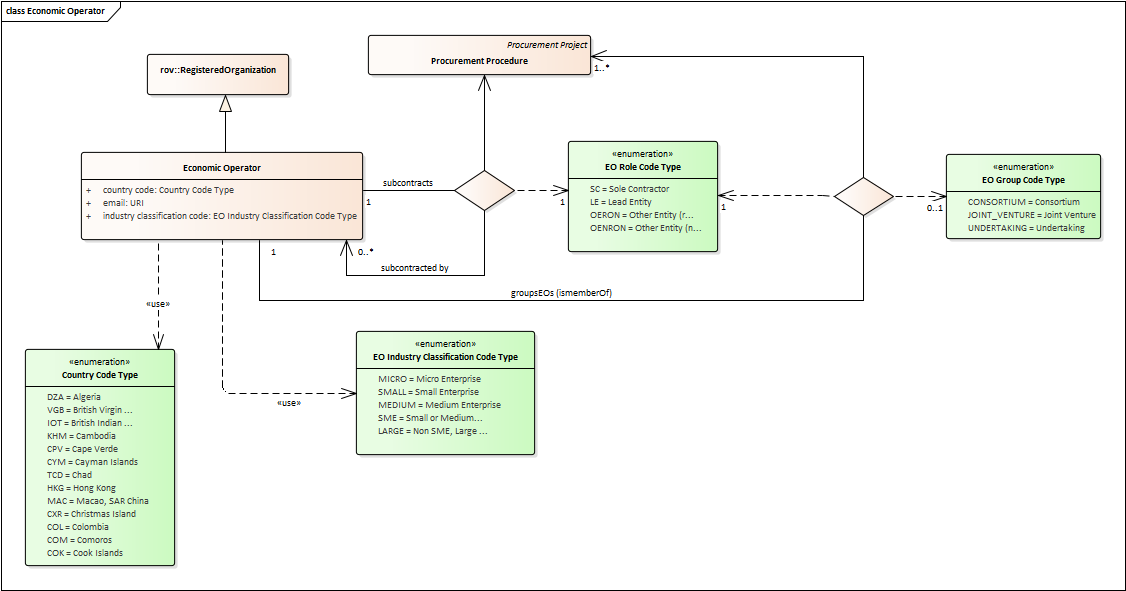 class Economic Operator
Procurement Project
Procurement Procedure
1..*
rov::RegisteredOrganization
Economic Operator
+ country code: Country Code Type
+ email: URI
+ industry classification code: EO Industry Classification Code Type
subcontracts
1
1
«enumeration»
EO Role Code Type
SC = Sole Contractor
LE = Lead Entity
OERON = Other Entity (r...
OENRON = Other Entity (n...
1
0..1
«enumeration»
EO Group Code Type
CONSORTIUM = Consortium
JOINT_VENTURE = Joint Venture
UNDERTAKING = Undertaking
1
0..*
subcontracted by
groupsEOs (ismemberOf)
«use»
«use»
«enumeration»
Country Code Type
DZA = Algeria
VGB = British Virgin ...
IOT = British Indian ...
KHM = Cambodia
CPV = Cape Verde
CYM = Cayman Islands
TCD = Chad
HKG = Hong Kong
MAC = Macao, SAR China
CXR = Christmas Island
COL = Colombia
COM = Comoros
COK = Cook Islands
«enumeration»
EO Industry Classification Code Type
MICRO = Micro Enterprise
SMALL = Small Enterprise
MEDIUM = Medium Enterprise
SME = Small or Medium...
LARGE = Non SME, Large ...